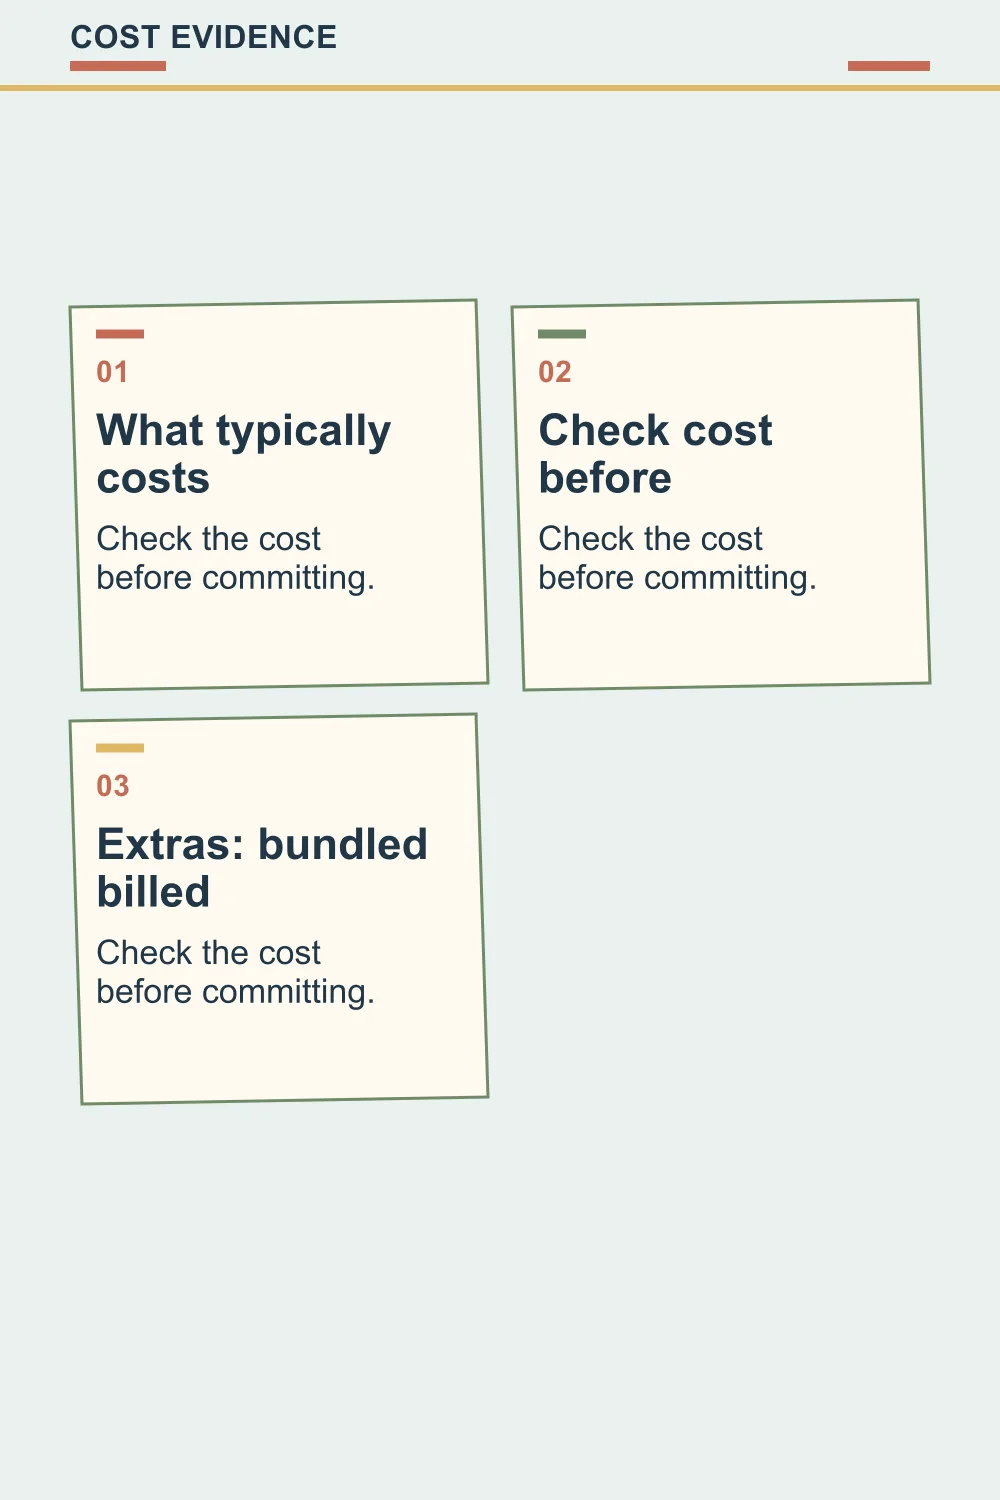 COST EVIDENCE
01
What typically
costs
Check the cost
before committing.
02
Check cost
before
Check the cost
before committing.
03
Extras: bundled
billed
Check the cost
before committing.